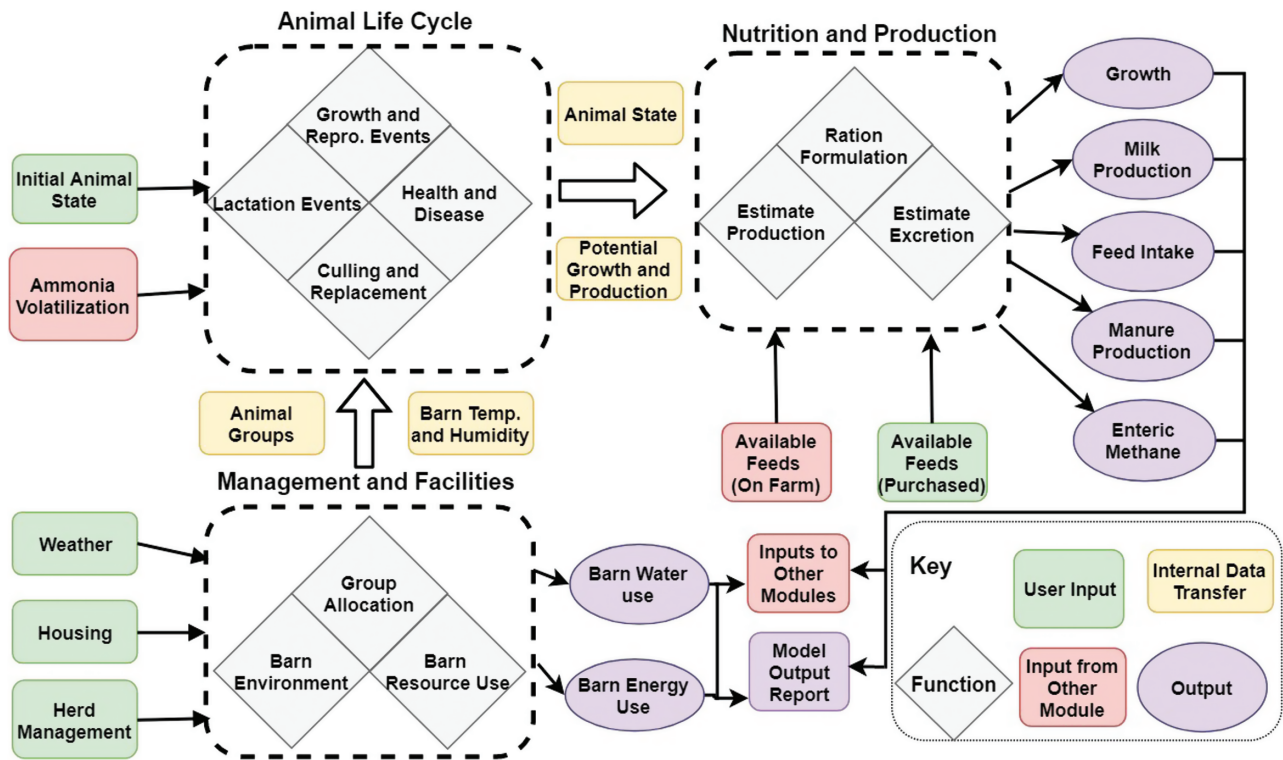 Animal Life Cycle
Growth and
Repro. Events
Lactation Events
Health and
Disease
Culling and
Replacement
Initial Animal
State
Ammonia
Volatilization
Animal State
Potential
Growth and
Production
Nutrition and Production
Ration
Formulation
Estimate
Production
Estimate
Excretion
Growth
Milk
Production
Feed Intake
Manure
Production
Enteric
Methane
Animal
Groups
Barn Temp.
and Humidity
Available
Feeds
(On Farm)
Available
Feeds
(Purchased)
Management and Facilities
Weather
Housing
Herd
Management
Group
Allocation
Barn
Environment
Barn
Resource Use
Barn Water
use
Barn Energy
Use
Inputs to
Other
Modules
Model
Output
Report
Key
User Input
Internal Data
Transfer
Function
Input from
Other
Module
Output